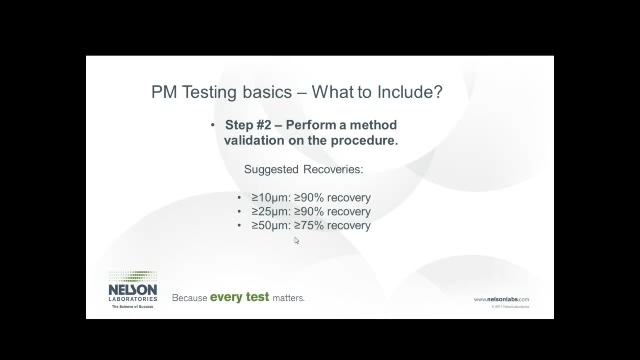 PM Testing basics – What to Include?
• Step #2 – Perform a method
validation on the procedure.
Suggested Recoveries:
• ≥10µm: ≥90% recovery
• ≥25µm: ≥90% recovery
• ≥50µm: ≥75% recovery
NELSON
LABORATORIES
The Science of Success
Because every test matters.
www.nelsonlabs.com